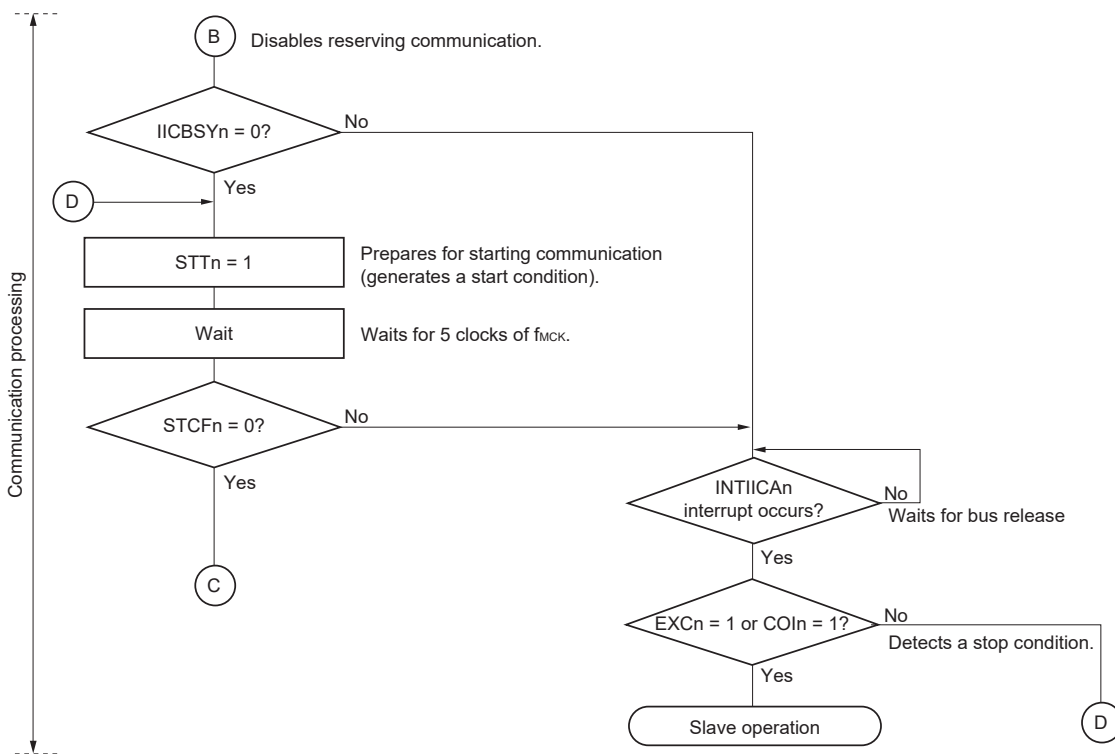 B
Disables reserving communication.
IICBSYn = 0?
No
Yes
D
STTn = 1
Prepares for starting communication
(generates a start condition).
Communication processing
Wait
Waits for 5 clocks of fMCK.
STCFn = 0?
No
Yes
INTIICAn
interrupt occurs?
No
Waits for bus release
Yes
C
EXCn = 1 or COIn = 1?
No
Detects a stop condition.
Yes
Slave operation
D